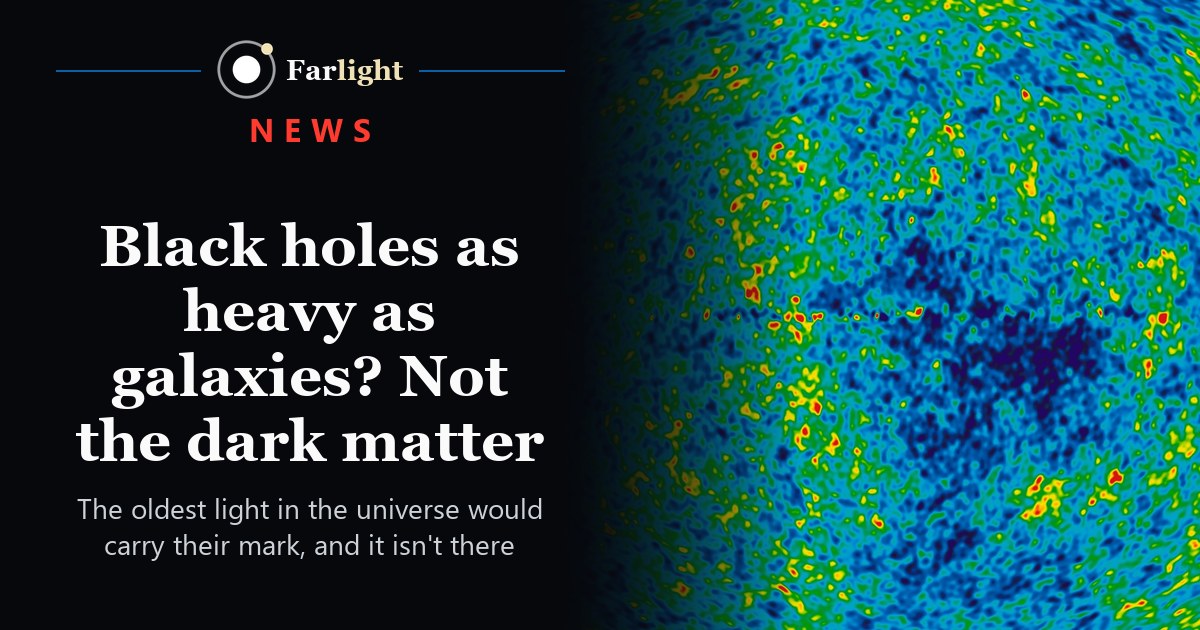 Farlight
NEWS
Black holes as
heavy as
galaxies? Not
the dark matter
The oldest light in the universe would
carry their mark, and it isn't there